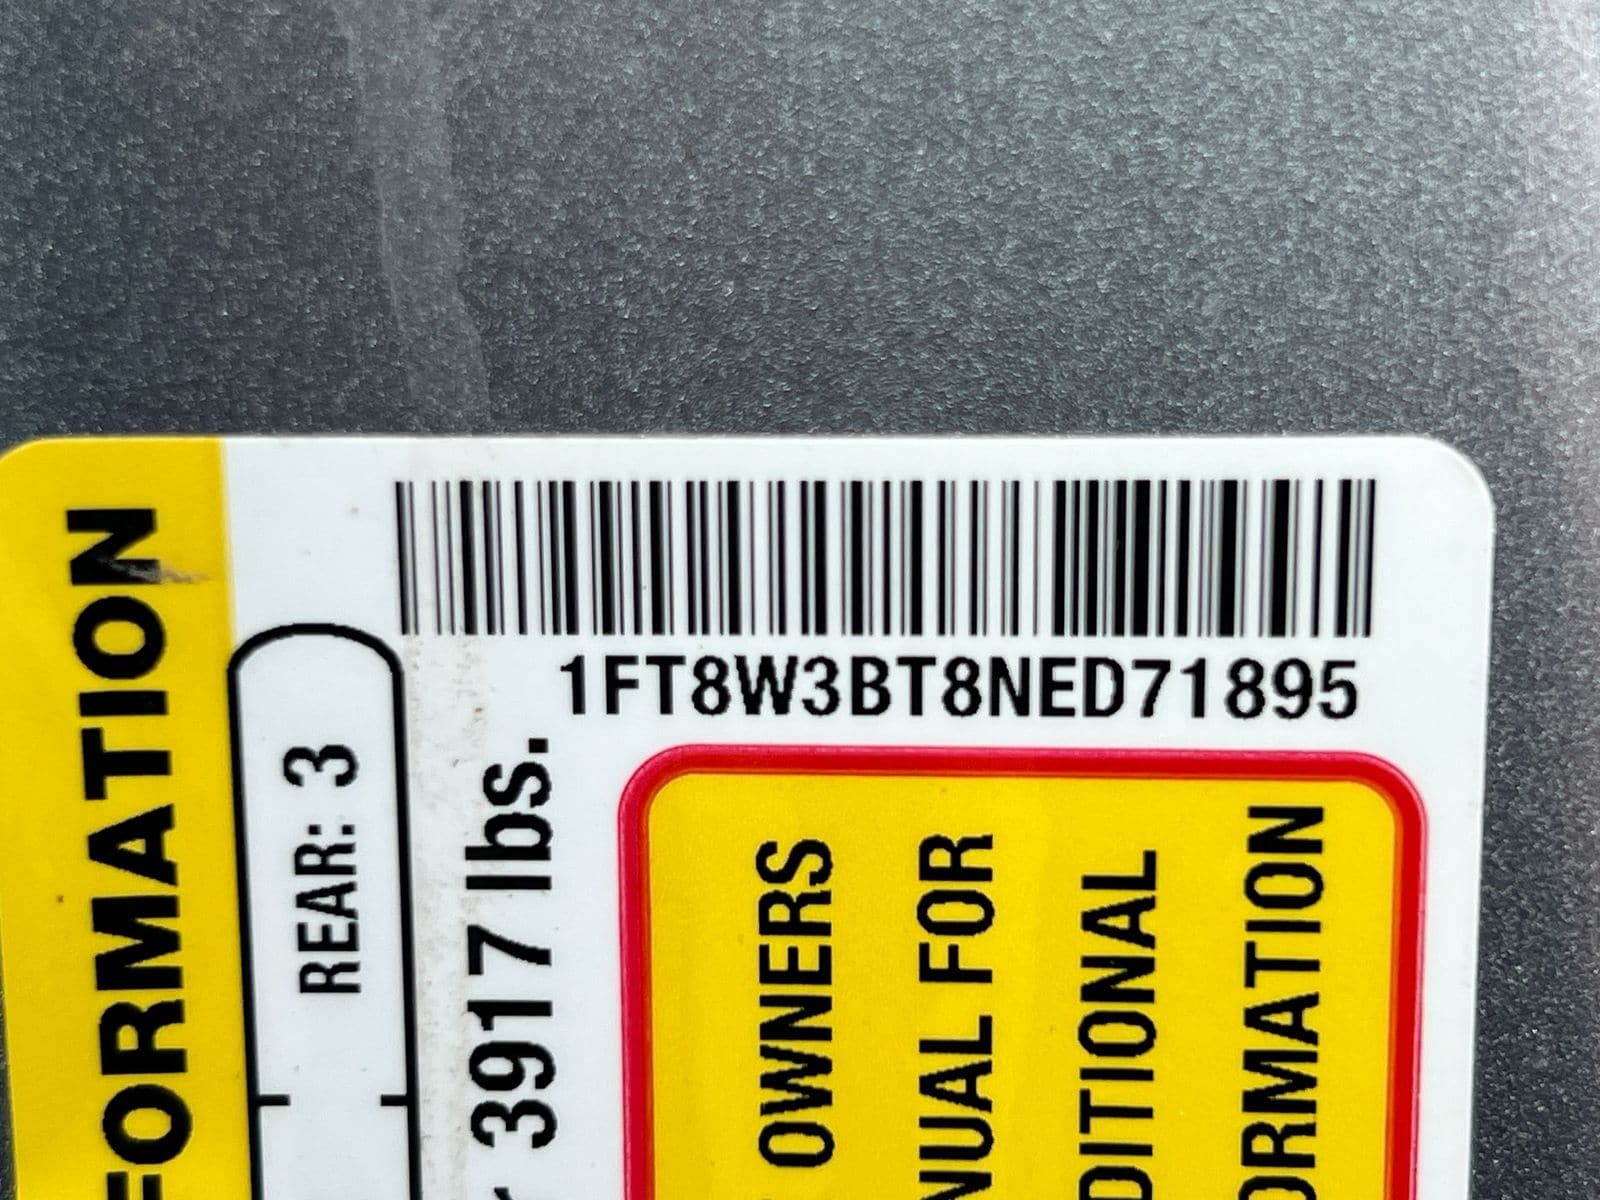 1FT8W3BT8NED71895
FORMATION
REAR: 3
3917 lbs.
OWNERS
NUAL FOR
DITIONAL
ORMATION